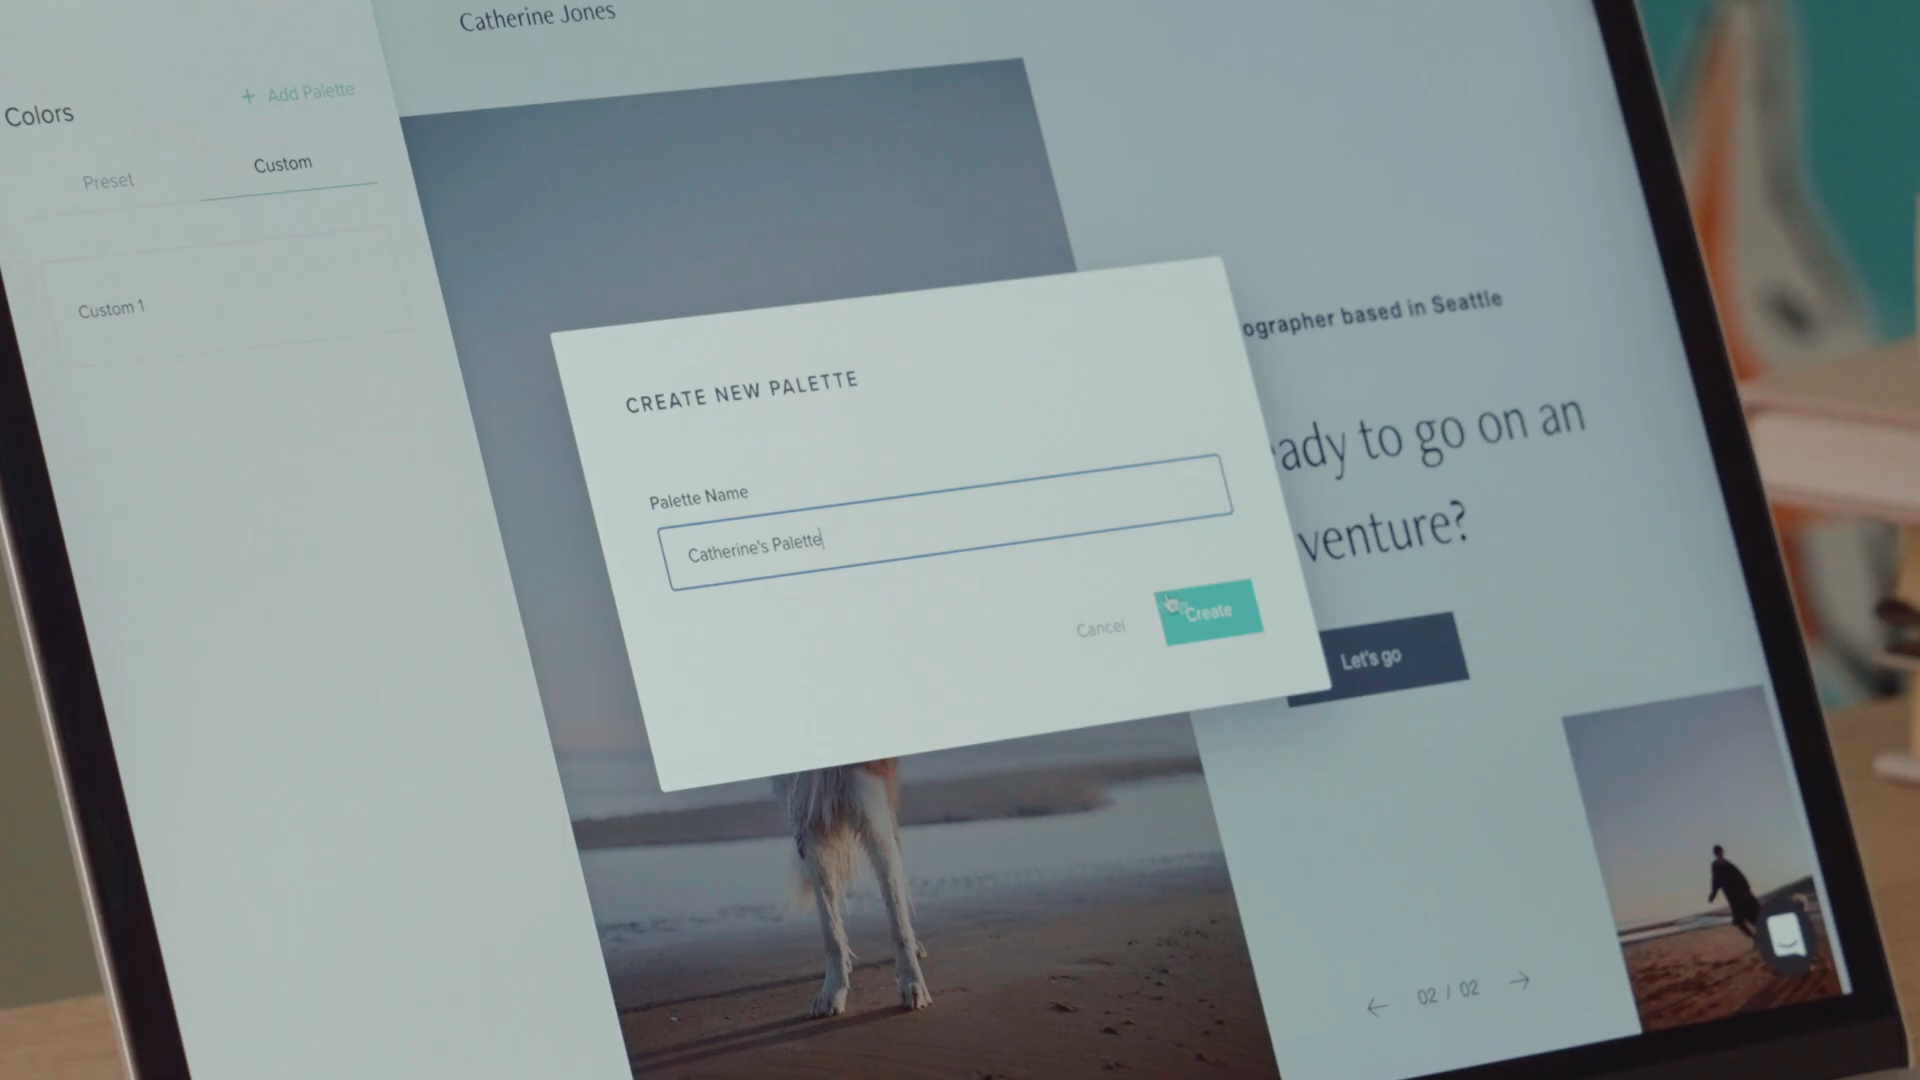 Catherine Jones
Colors
+ Add Palette
Preset
Custom
Custom 1
CREATE NEW PALETTE
Palette Name
Catherine's Palette
Cancel
Create
ographer based in Seattle
eady to go on an
venture?
Let's go
← 02 / 02 →